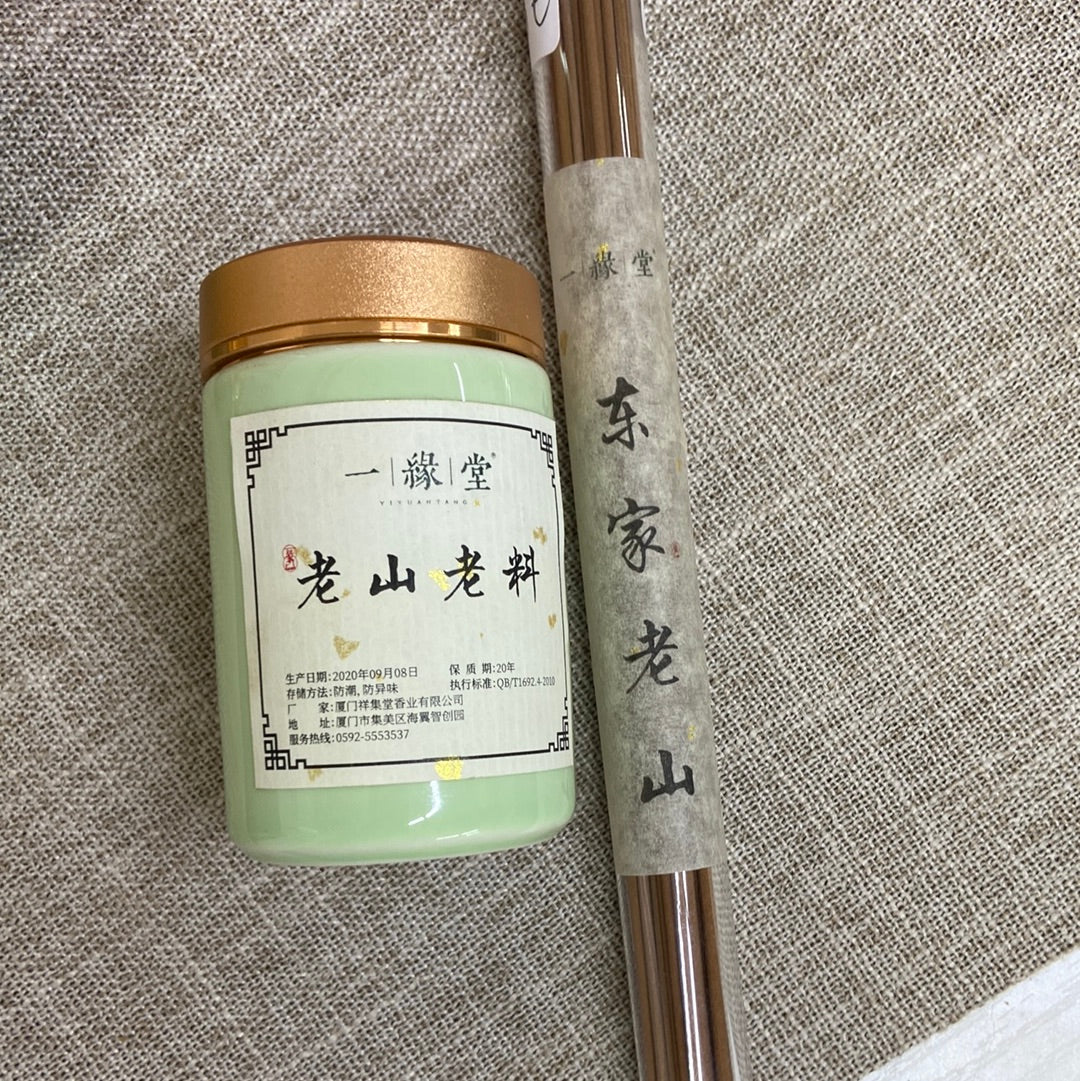 一|緣|堂®
YIYUANTANG
老山老料
生产日期:2020年09月08日
保质期:20年
存储方法:防潮,防异味
执行标准:QB/T1692.4-2010
厂家:厦门祥集堂香业有限公司
地址:厦门市集美区海翼智创园
服务热线:0592-5553537
一緣堂
东家老山